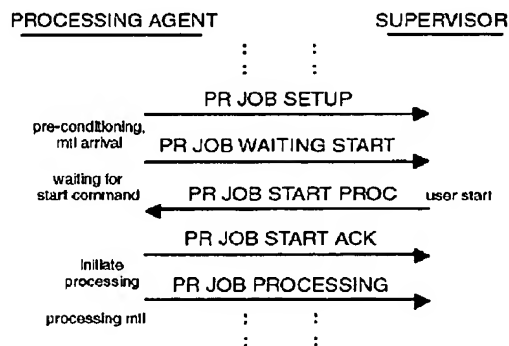 PROCESSING AGENT SUPERVISOR
PR JOB SETUP
pre-conditioning,
mtl arrival
PR JOB WAITING START
waiting for
start command
PR JOB START PROC
user start
PR JOB START ACK
initiate
processing
PR JOB PROCESSING
processing mtl